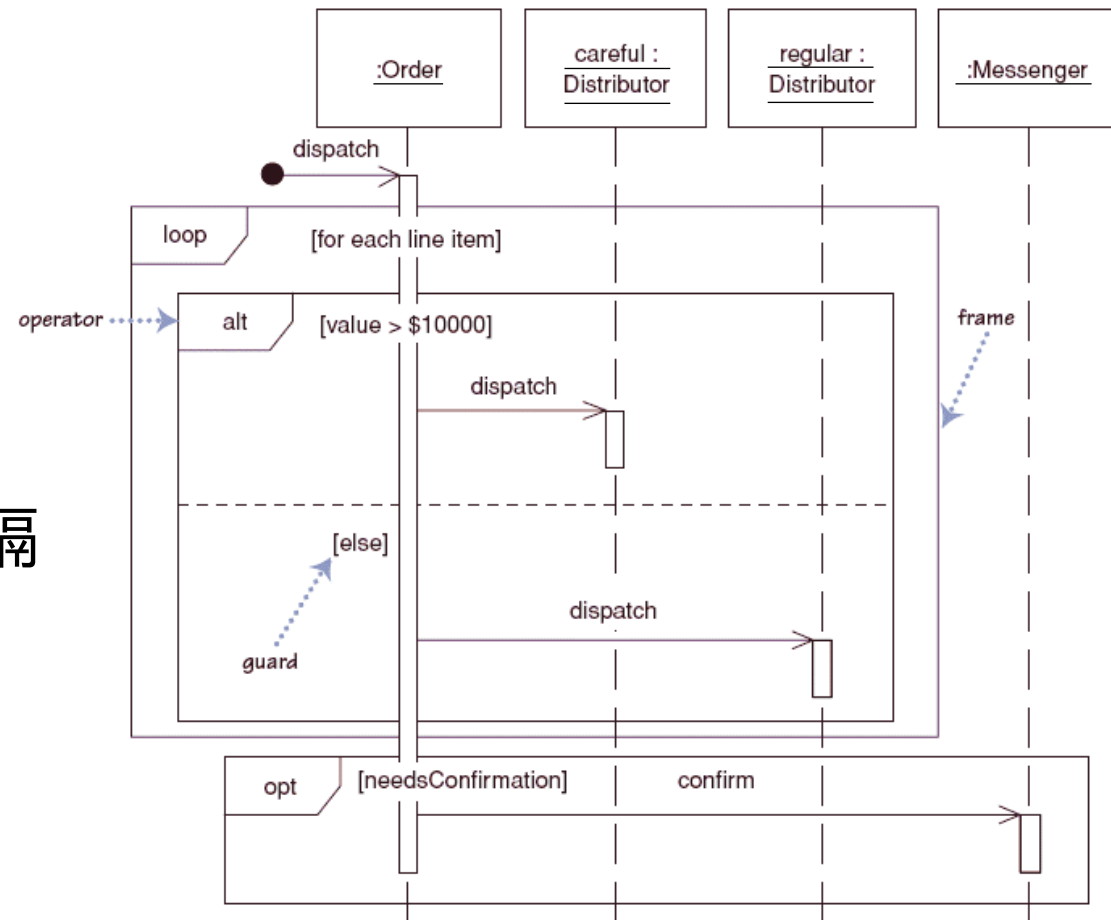 :Order
careful :
Distributor
regular :
Distributor
:Messenger
dispatch
loop
[for each line item]
operator
alt
[value > $10000]
frame
dispatch
隔
[else]
dispatch
guard
opt
[needsConfirmation]
confirm